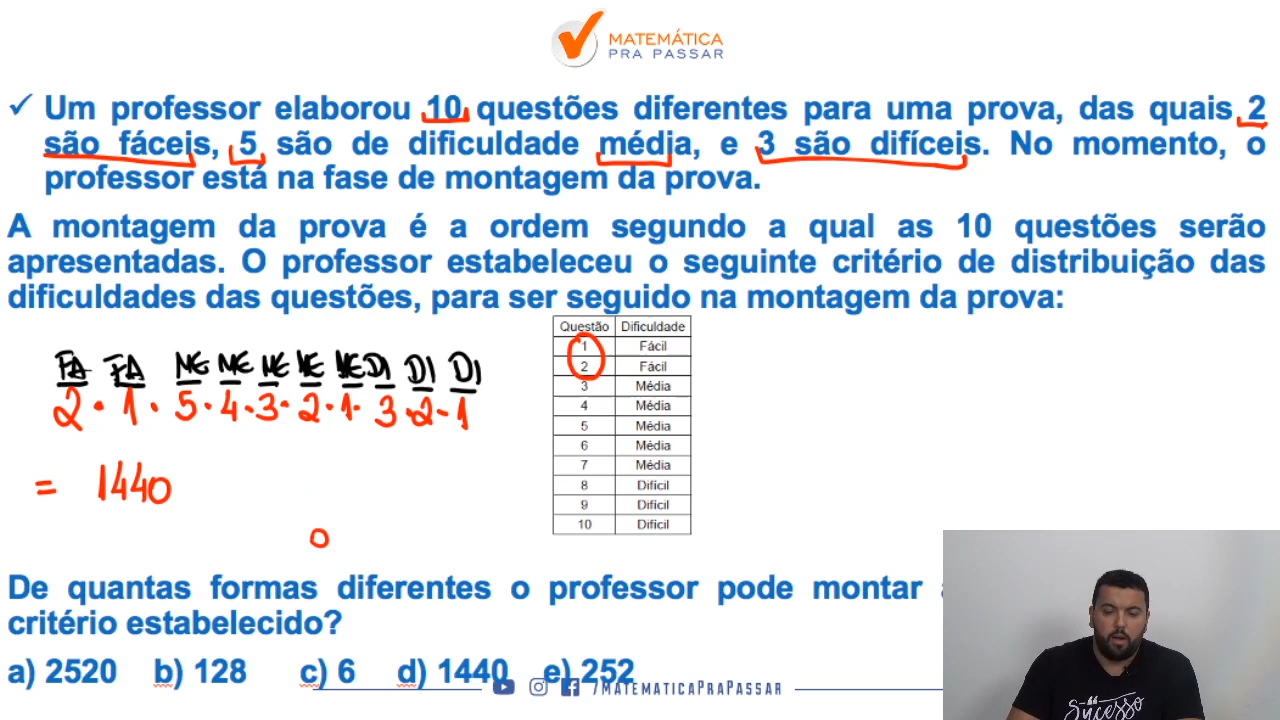 MATEMÁTICA
PRA PASSAR
✓ Um professor elaborou 10 questões diferentes para uma prova, das quais 2
são fáceis, 5 são de dificuldade média, e 3 são difíceis. No momento, o
professor está na fase de montagem da prova.
A montagem da prova é a ordem segundo a qual as 10 questões serão
apresentadas. O professor estabeleceu o seguinte critério de distribuição das
dificuldades das questões, para ser seguido na montagem da prova:
FA FA ME ME ME ME ME DI DI DI
2 · 1 · 5 · 4 · 3 · 2 · 1 · 3 · 2 · 1
= 1440
Questão Dificuldade
1 Fácil
2 Fácil
3 Média
4 Média
5 Média
6 Média
7 Média
8 Difícil
9 Difícil
10 Difícil
De quantas formas diferentes o professor pode montar
critério estabelecido?
a) 2520 b) 128 c) 6 d) 1440 e) 252
/MATEMATICAPRAPASSAR
Sucesso